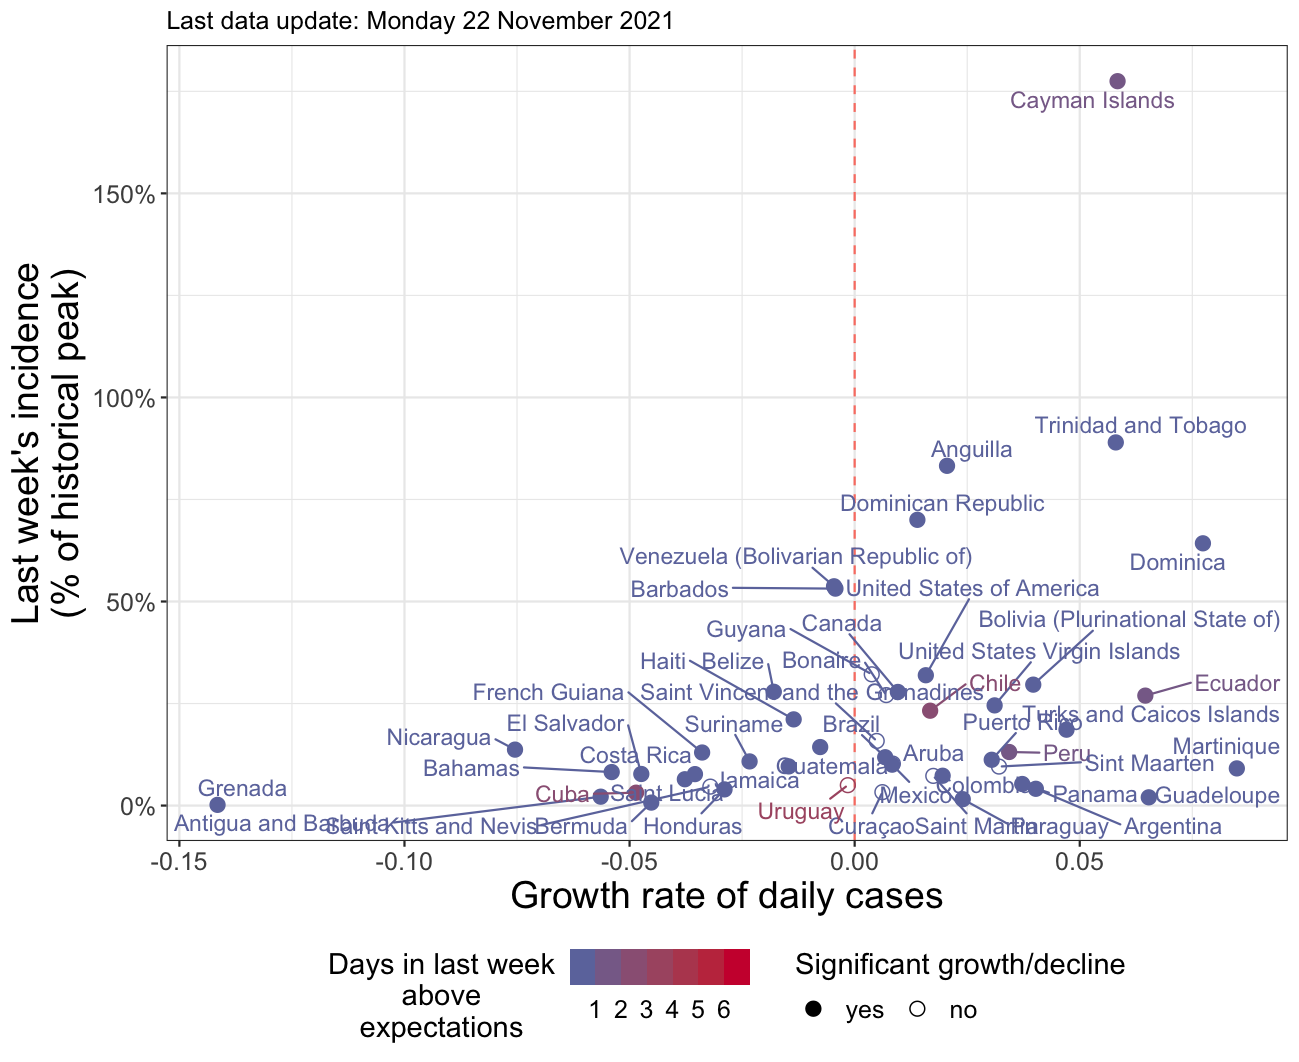 Last data update: Monday 22 November 2021
Last week's incidence
(% of historical peak)
150%
100%
50%
0%
Cayman Islands
Trinidad and Tobago
Anguilla
Dominican Republic
Dominica
Venezuela (Bolivarian Republic of)
Barbados
United States of America
Guyana
Canada
Bolivia (Plurinational State of)
Haiti
Belize
Bonaire
United States Virgin Islands
French Guiana
Saint Vincent and the Grenadines
Chile
Ecuador
El Salvador
Suriname
Brazil
Puerto Rico
Turks and Caicos Islands
Nicaragua
Costa Rica
Aruba
Peru
Martinique
Bahamas
Guatemala
Sint Maarten
Grenada
Cuba
Saint Lucia
Jamaica
Mexico
Colombia
Panama
Guadeloupe
Uruguay
Antigua and Barbuda
Saint Kitts and Nevis
Bermuda
Honduras
Curaçao
Saint Martin
Paraguay
Argentina
-0.15
-0.10
-0.05
0.00
0.05
Growth rate of daily cases
Days in last week
above
expectations
1 2 3 4 5 6
Significant growth/decline
yes
no